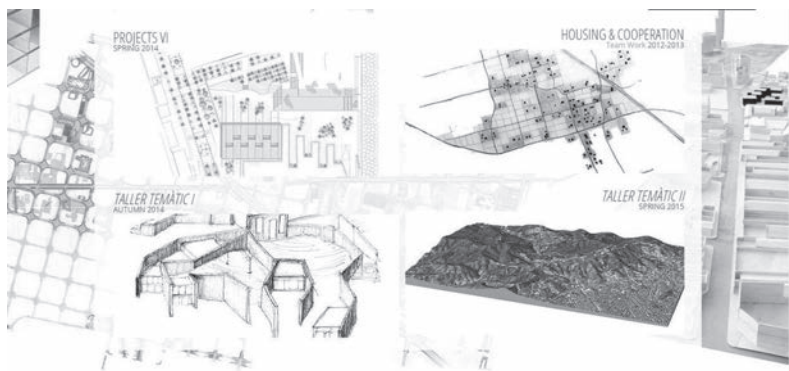 PROJECTS VI
SPRING 2014
HOUSING & COOPERATION
Team Work 2012-2013
TALLER TEMÀTIC I
AUTUMN 2014
TALLER TEMÀTIC II
SPRING 2015